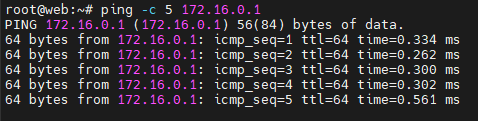 root@web:~# ping -c 5 172.16.0.1
PING 172.16.0.1 (172.16.0.1) 56(84) bytes of data.
64 bytes from 172.16.0.1: icmp_seq=1 ttl=64 time=0.334 ms
64 bytes from 172.16.0.1: icmp_seq=2 ttl=64 time=0.262 ms
64 bytes from 172.16.0.1: icmp_seq=3 ttl=64 time=0.300 ms
64 bytes from 172.16.0.1: icmp_seq=4 ttl=64 time=0.302 ms
64 bytes from 172.16.0.1: icmp_seq=5 ttl=64 time=0.561 ms